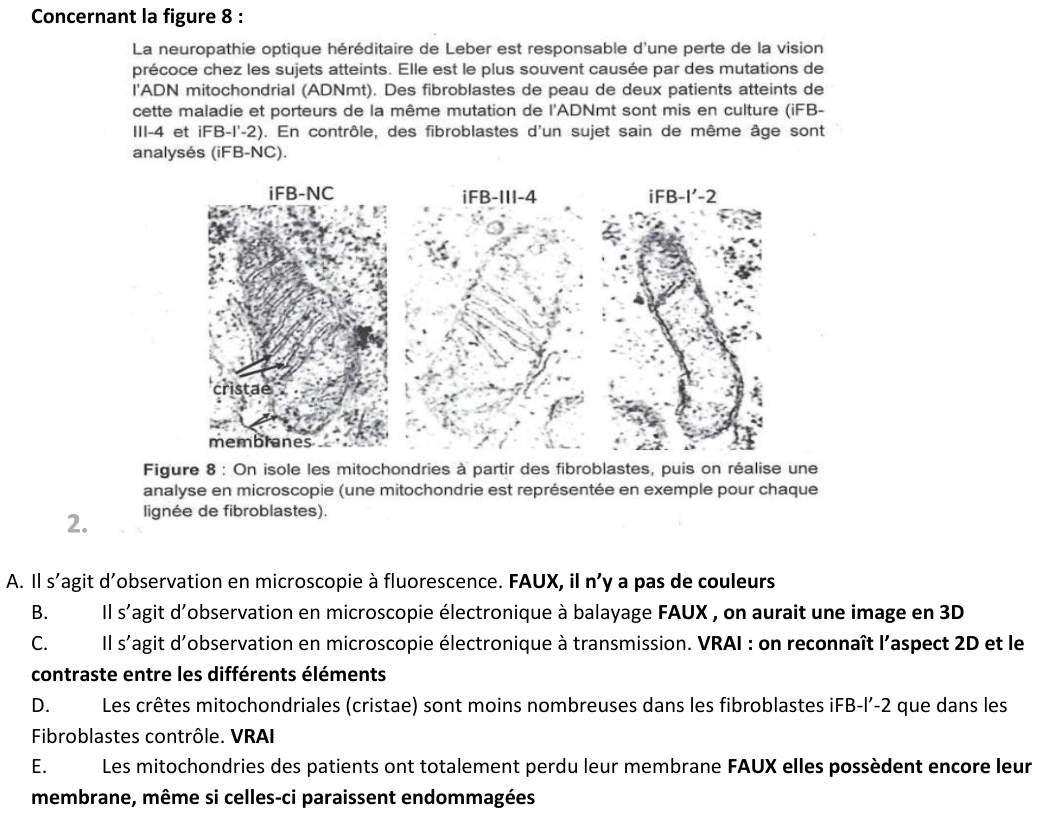 Concernant la figure 8 :
La neuropathie optique héréditaire de Leber est responsable d'une perte de la vision
précoce chez les sujets atteints. Elle est le plus souvent causée par des mutations de
l'ADN mitochondrial (ADNmt). Des fibroblastes de peau de deux patients atteints de
cette maladie et porteurs de la même mutation de l'ADNmt sont mis en culture (iFB-
III-4 et iFB-I'-2). En contrôle, des fibroblastes d'un sujet sain de même âge sont
analysés (iFB-NC).
iFB-NC iFB-III-4 iFB-I'-2
cristae
membranes
Figure 8 : On isole les mitochondries à partir des fibroblastes, puis on réalise une
analyse en microscopie (une mitochondrie est représentée en exemple pour chaque
lignée de fibroblastes).
2.
A. Il s'agit d'observation en microscopie à fluorescence. FAUX, il n'y a pas de couleurs
B. Il s'agit d'observation en microscopie électronique à balayage FAUX , on aurait une image en 3D
C. Il s'agit d'observation en microscopie électronique à transmission. VRAI : on reconnaît l'aspect 2D et le
contraste entre les différents éléments
D. Les crêtes mitochondriales (cristae) sont moins nombreuses dans les fibroblastes iFB-l'-2 que dans les
Fibroblastes contrôle. VRAI
E. Les mitochondries des patients ont totalement perdu leur membrane FAUX elles possèdent encore leur
membrane, même si celles-ci paraissent endommagées